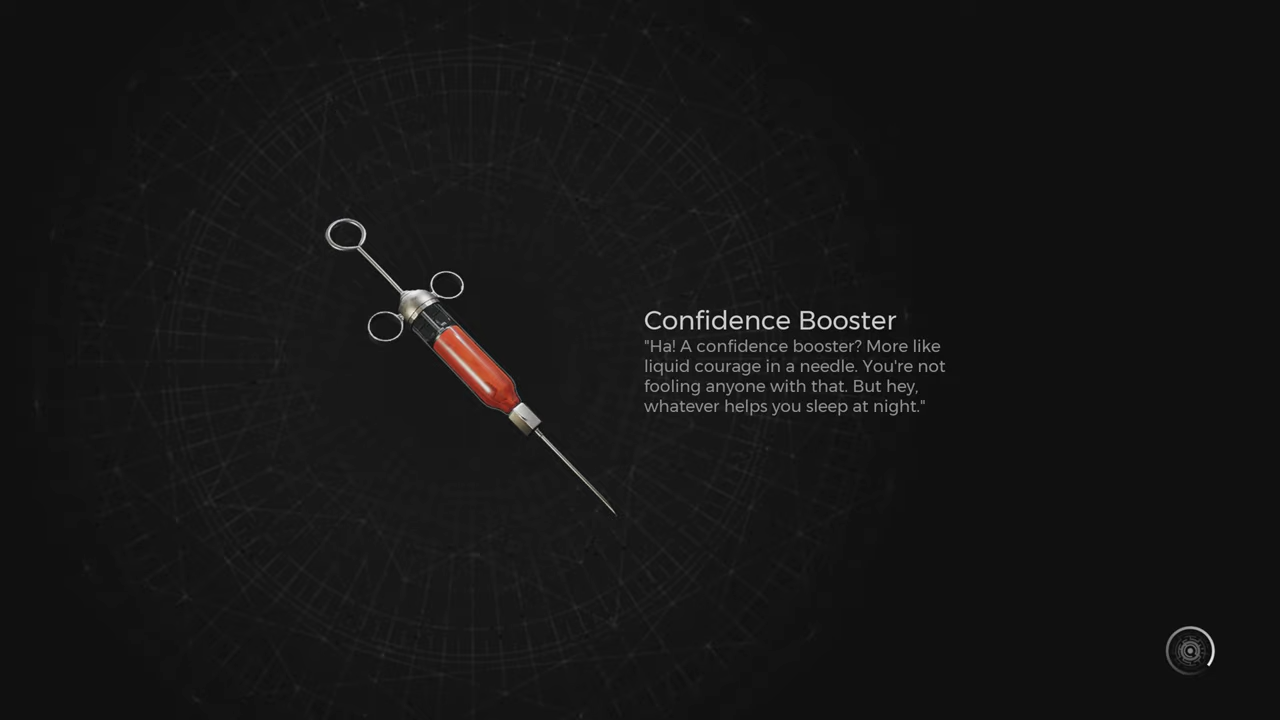 Confidence Booster
"Ha! A confidence booster? More like
liquid courage in a needle. You're not
fooling anyone with that. But hey,
whatever helps you sleep at night."